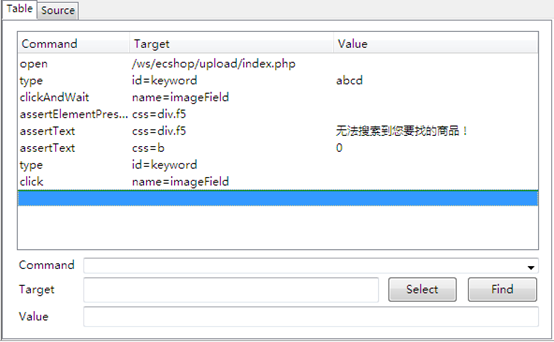 Table Source
Command Target Value
open /ws/ecshop/upload/index.php
type id=keyword abcd
clickAndWait name=imageField
assertElementPres... css=div.f5
assertText css=div.f5 无法搜索到您要找的商品！
assertText css=b 0
type id=keyword
click name=imageField
Command
Target Select Find
Value